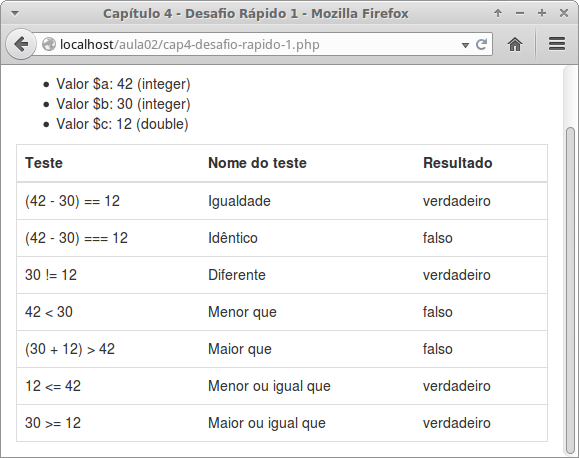 Capítulo 4 - Desafio Rápido 1 - Mozilla Firefox
localhost/aula02/cap4-desafio-rapido-1.php
Valor $a: 42 (integer)
Valor $b: 30 (integer)
Valor $c: 12 (double)
Teste Nome do teste Resultado
(42 - 30) == 12 Igualdade verdadeiro
(42 - 30) === 12 Idêntico falso
30 != 12 Diferente verdadeiro
42 < 30 Menor que falso
(30 + 12) > 42 Maior que falso
12 <= 42 Menor ou igual que verdadeiro
30 >= 12 Maior ou igual que verdadeiro